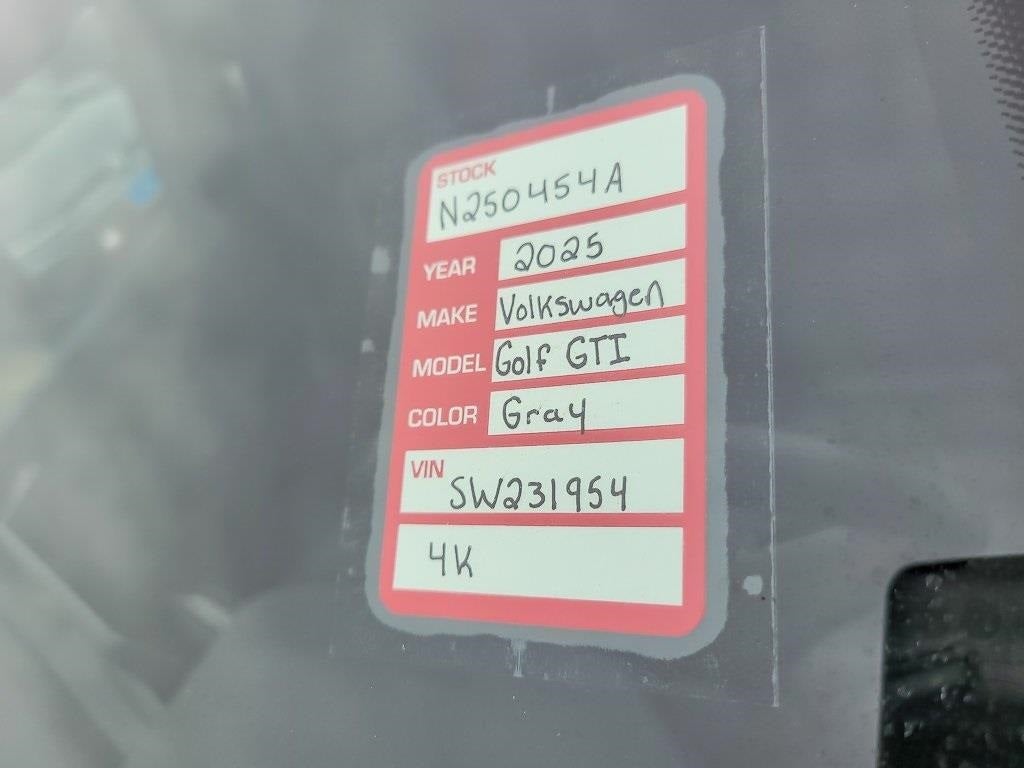 STOCK
N250454A
YEAR 2025
MAKE Volkswagen
MODEL Golf GTI
COLOR Gray
VIN
SW231954
4K